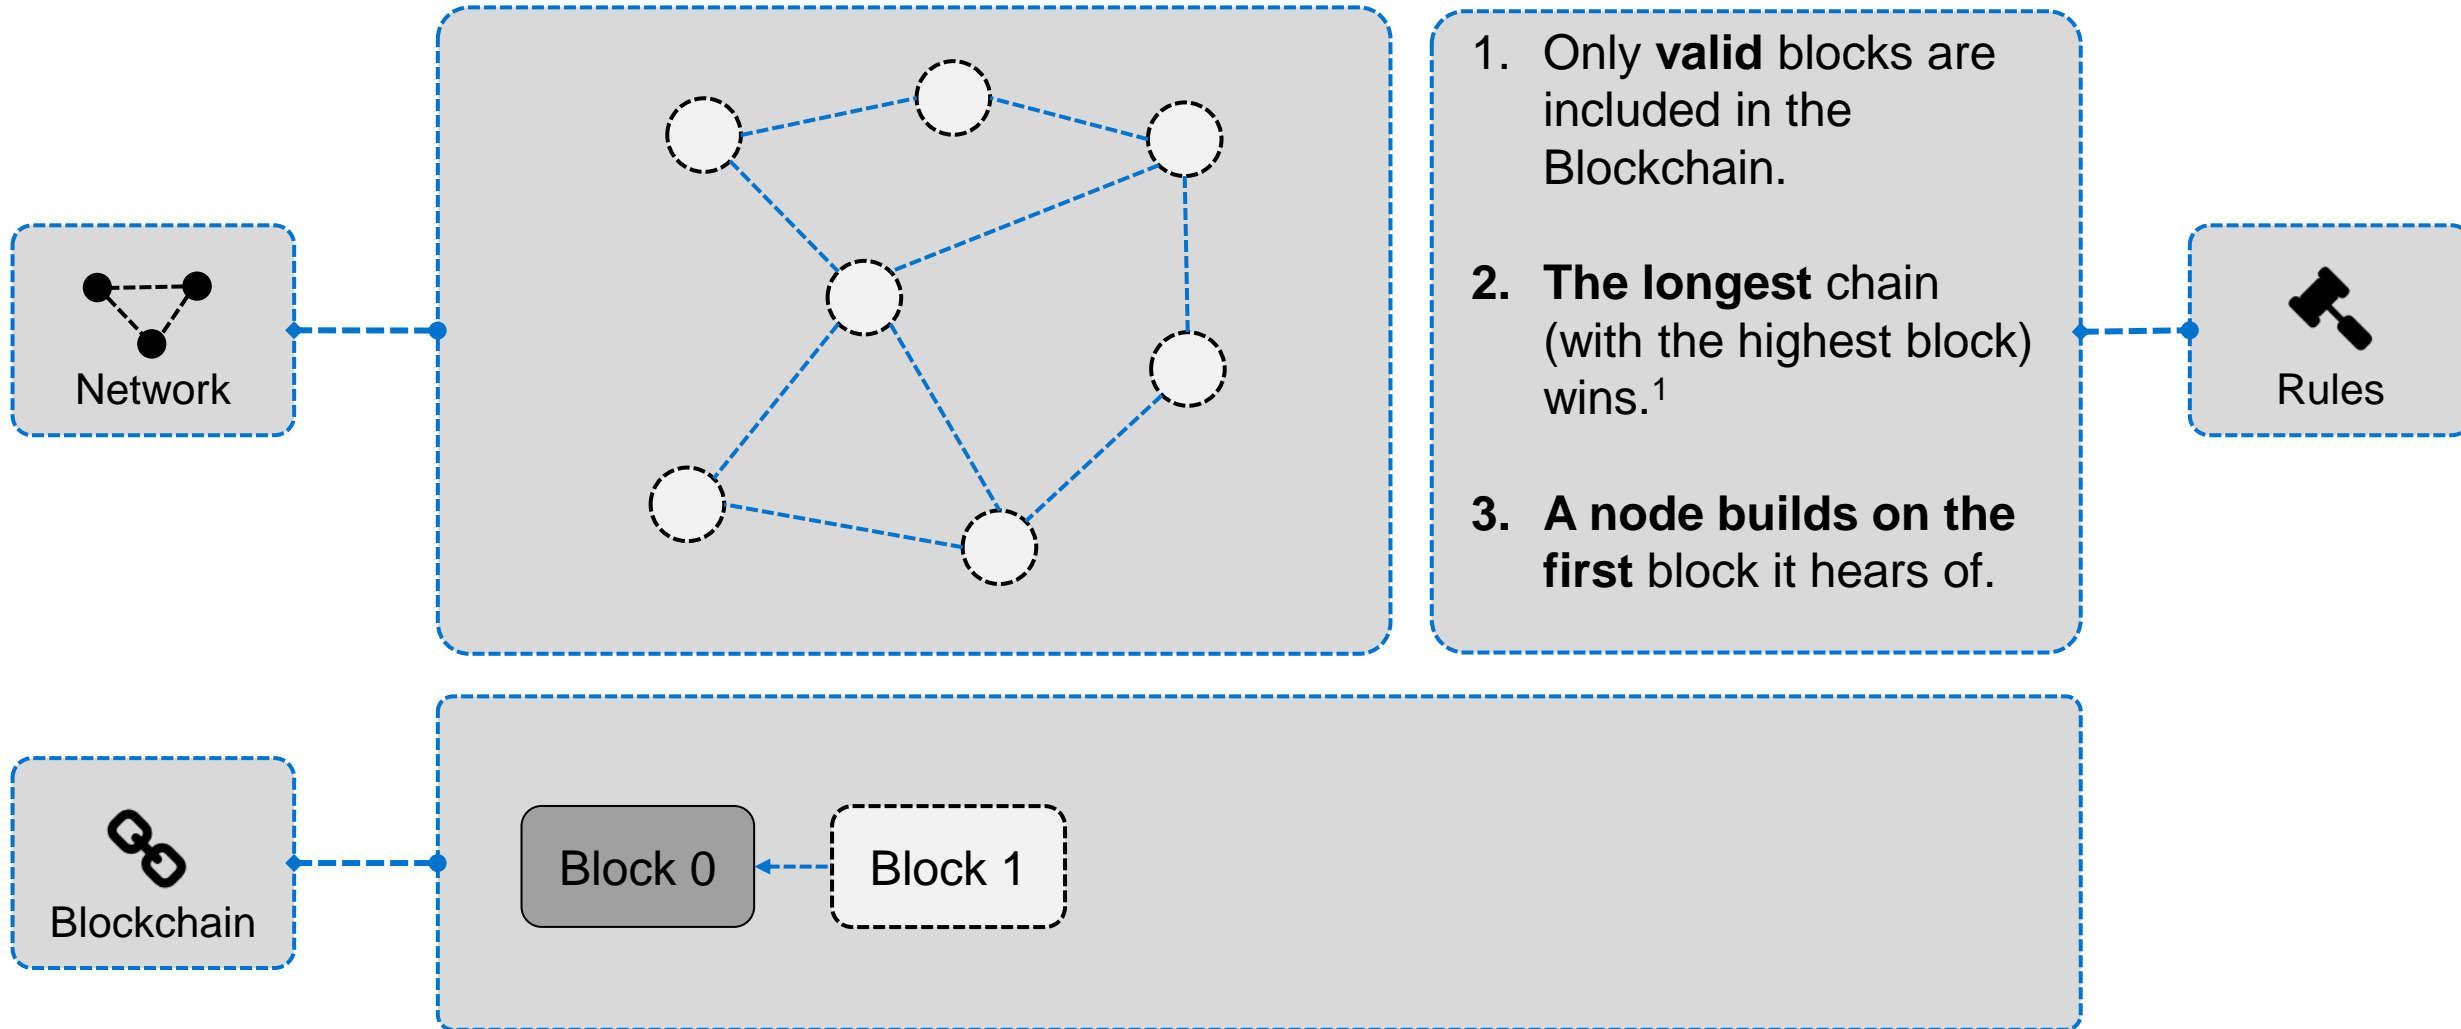 Network
1. Only valid blocks are
included in the
Blockchain.
2. The longest chain
(with the highest block)
wins.¹
3. A node builds on the
first block it hears of.
Rules
Blockchain
Block 0
Block 1